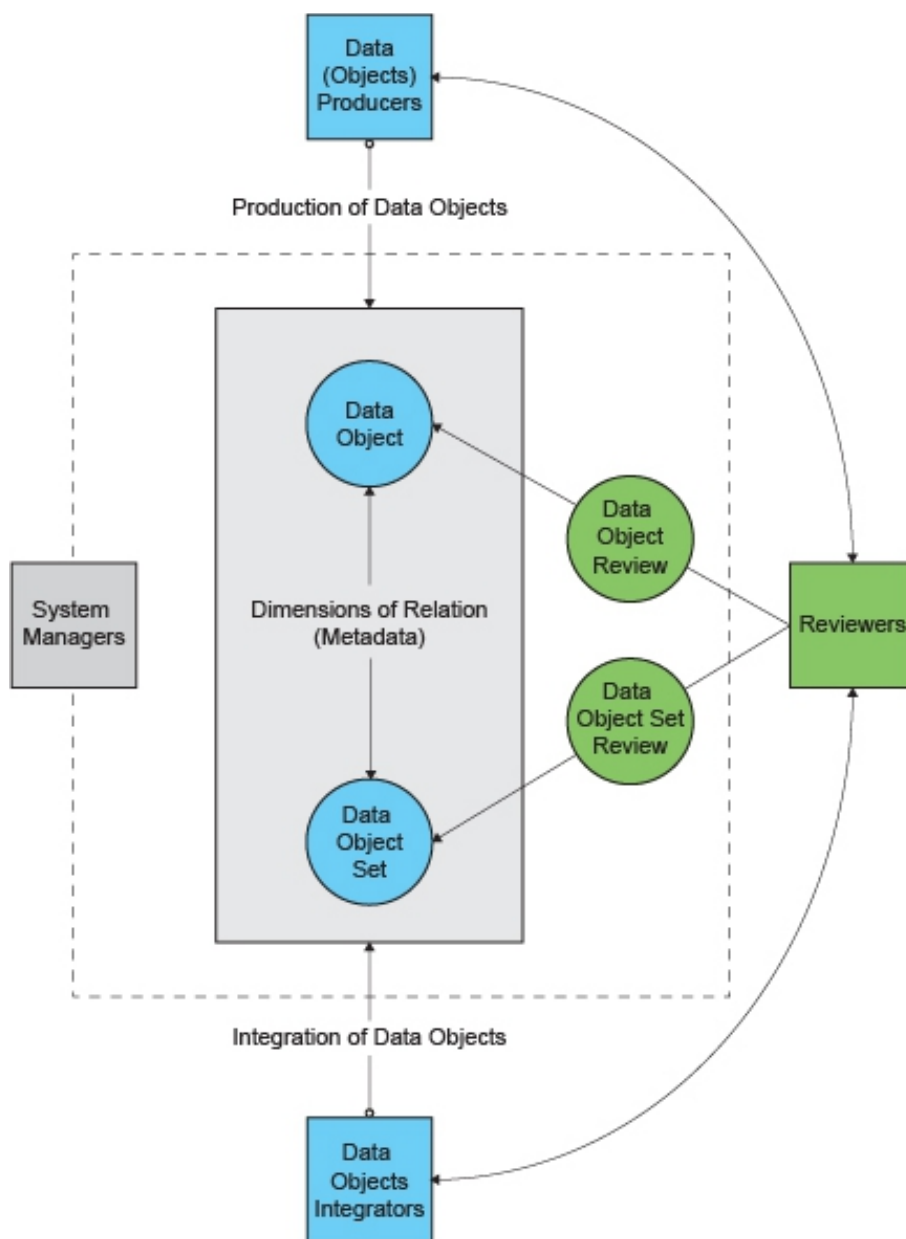 Data
(Objects)
Producers
Production of Data Objects
Data
Object
Data
Object
Review
System
Managers
Dimensions of Relation
(Metadata)
Reviewers
Data
Object Set
Review
Data
Object
Set
Integration of Data Objects
Data
Objects
Integrators